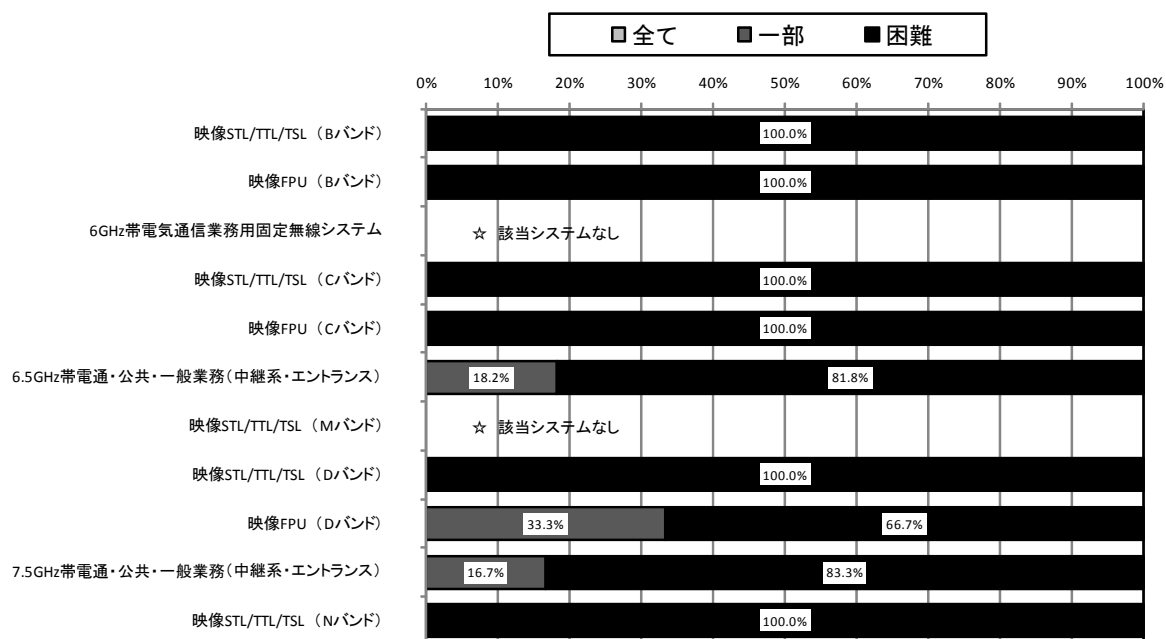 全て 一部 困難
0% 10% 20% 30% 40% 50% 60% 70% 80% 90% 100%
映像STL/TTL/TSL (Bバンド) 100.0%
映像FPU (Bバンド) 100.0%
6GHz帯電気通信業務用固定無線システム ☆ 該当システムなし
映像STL/TTL/TSL (Cバンド) 100.0%
映像FPU (Cバンド) 100.0%
6.5GHz帯電通・公共・一般業務(中継系・エントランス) 18.2% 81.8%
映像STL/TTL/TSL (Mバンド) ☆ 該当システムなし
映像STL/TTL/TSL (Dバンド) 100.0%
映像FPU (Dバンド) 33.3% 66.7%
7.5GHz帯電通・公共・一般業務(中継系・エントランス) 16.7% 83.3%
映像STL/TTL/TSL (Nバンド) 100.0%